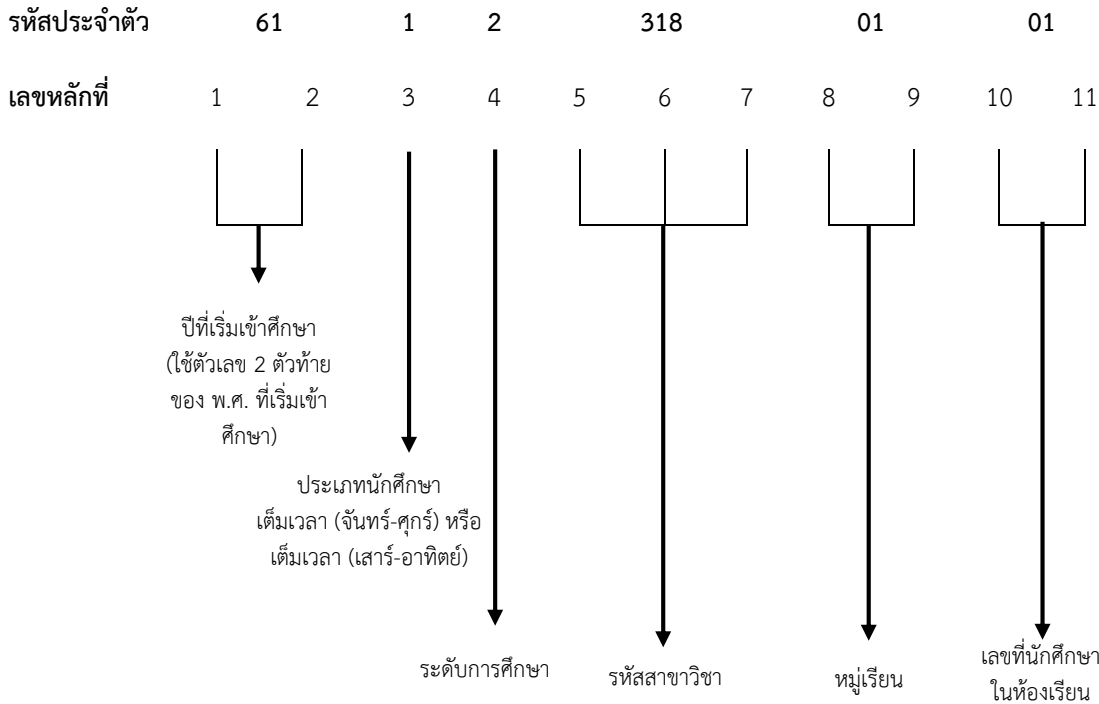 รหัสประจำตัว 61 1 2 318 01 01
เลขหลักที่ 1 2 3 4 5 6 7 8 9 10 11
ปีที่เริ่มเข้าศึกษา
(ใช้ตัวเลข 2 ตัวท้าย
ของ พ.ศ. ที่เริ่มเข้า
ศึกษา)
ประเภทนักศึกษา
เต็มเวลา (จันทร์-ศุกร์) หรือ
เต็มเวลา (เสาร์-อาทิตย์)
ระดับการศึกษา
รหัสสาขาวิชา
หมู่เรียน
เลขที่นักศึกษา
ในห้องเรียน